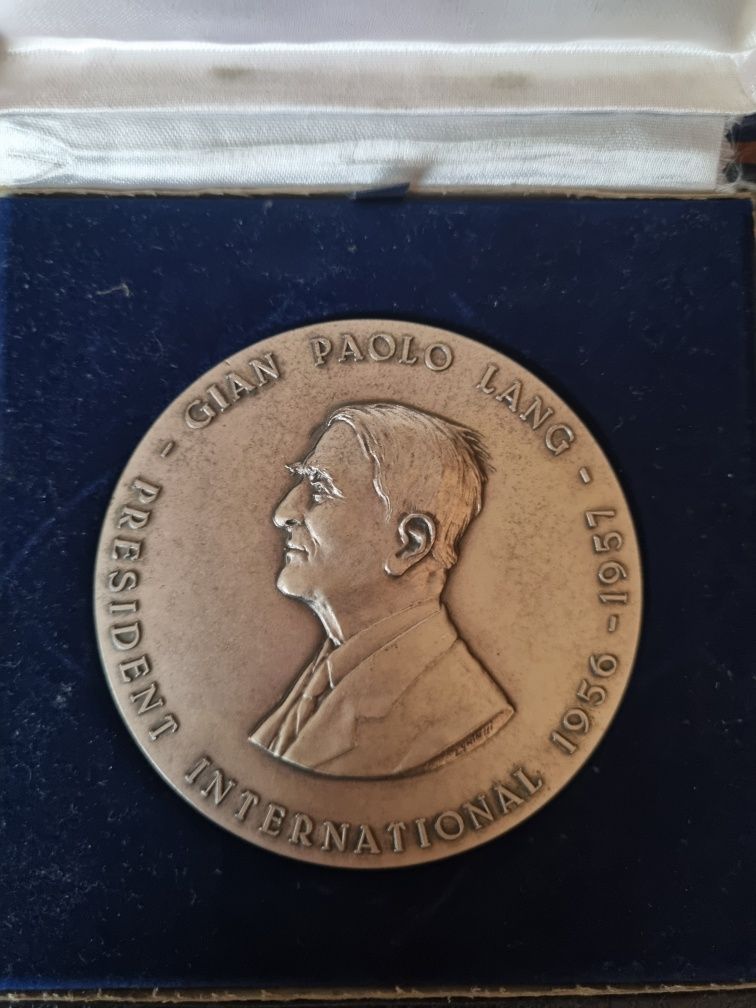 GIAN PAOLO LANG - 1956 - 1957
PRESIDENT INTERNATIONAL -